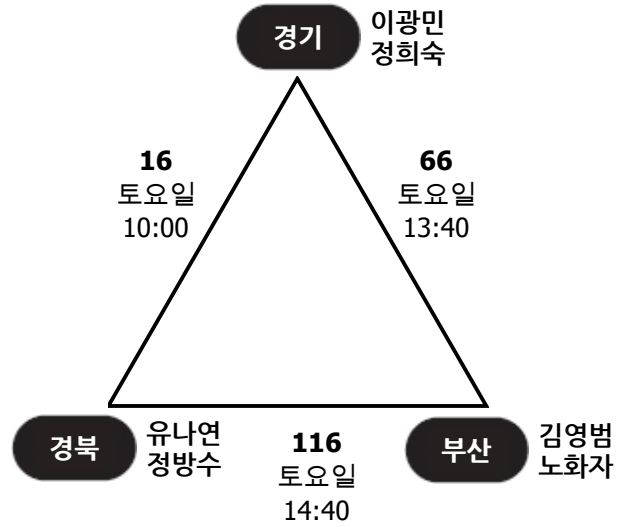 경기
이광민
정희숙
16
토요일
10:00
66
토요일
13:40
경북
유나연
정방수
116
토요일
14:40
부산
김영범
노화자